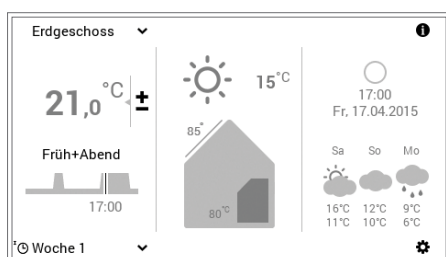 Erdgeschoss
21,0 °C ±
Früh+Abend
17:00
Woche 1
15°C
85°
80°C
17:00
Fr, 17.04.2015
Sa So Mo
16°C 12°C 9°C
11°C 10°C 6°C